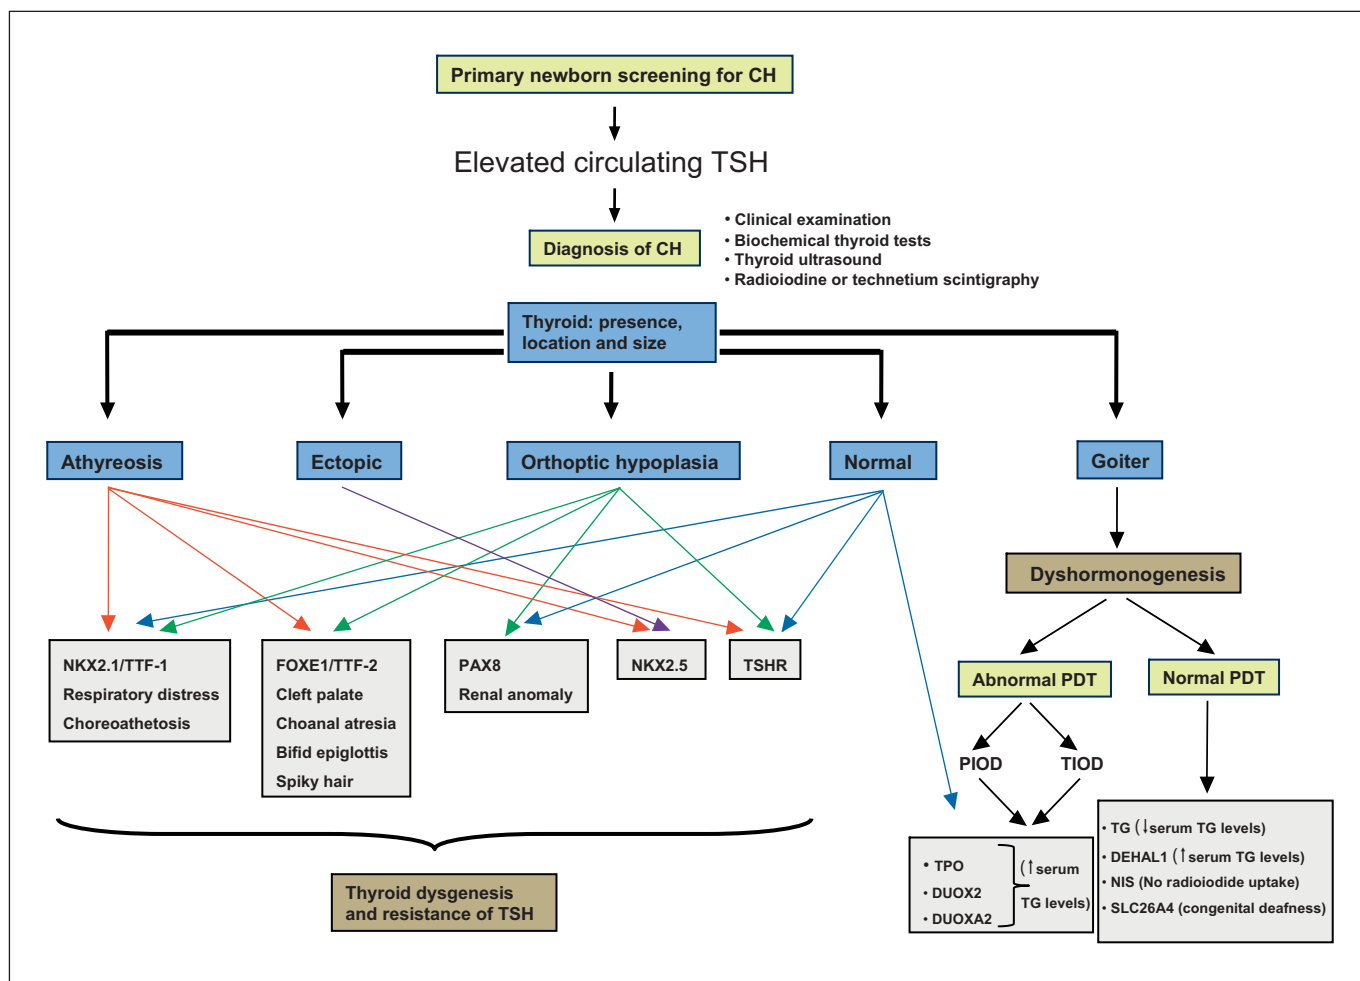 Primary newborn screening for CH
Elevated circulating TSH
Diagnosis of CH
• Clinical examination
• Biochemical thyroid tests
• Thyroid ultrasound
• Radioiodine or technetium scintigraphy
Thyroid: presence,
location and size
Athyreosis
Ectopic
Orthoptic hypoplasia
Normal
Goiter
Dyshormonogenesis
Abnormal PDT
Normal PDT
PIOD
TIOD
NKX2.1/TTF-1
Respiratory distress
Choreoathetosis
FOXE1/TTF-2
Cleft palate
Choanal atresia
Bifid epiglottis
Spiky hair
PAX8
Renal anomaly
NKX2.5
TSHR
• TPO
• DUOX2
• DUOXA2
(↑serum
TG levels)
• TG (↓serum TG levels)
• DEHAL1 (↑serum TG levels)
• NIS (No radioiodide uptake)
• SLC26A4 (congenital deafness)
Thyroid dysgenesis
and resistance of TSH